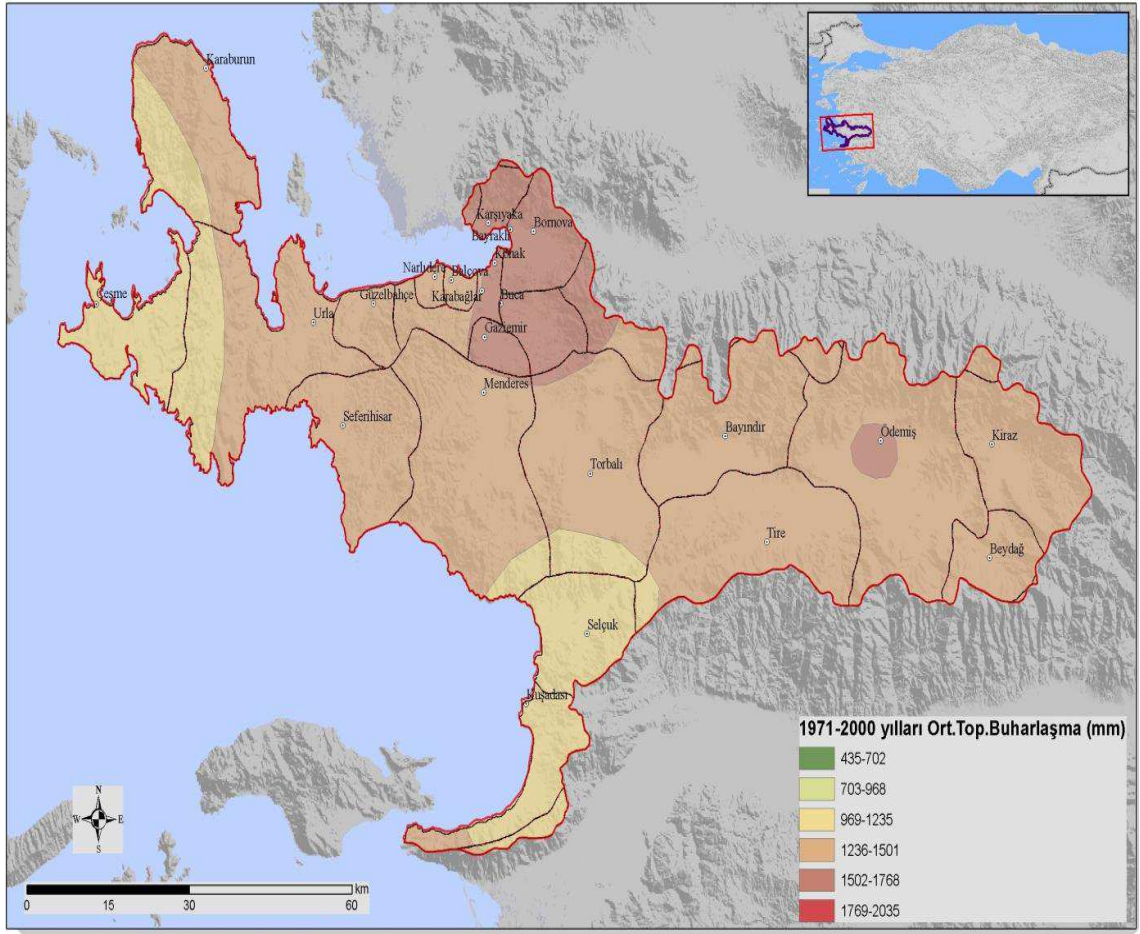 Karaburun
Karşıyaka
Bayraklı
Bornova
Konak
Narlıdere
Balçova
Çeşme
Güzelbahçe
Karabağlar
Buca
Urla
Gaziemir
Menderes
Seferihisar
Bayındır
Ödemiş
Kiraz
Torbalı
Tire
Beydağ
Selçuk
Kuşadası
1971-2000 yılları Ort.Top.Buharlaşma (mm)
435-702
703-968
969-1235
1236-1501
1502-1768
1769-2035
N
W E
S
km
0 15 30 60